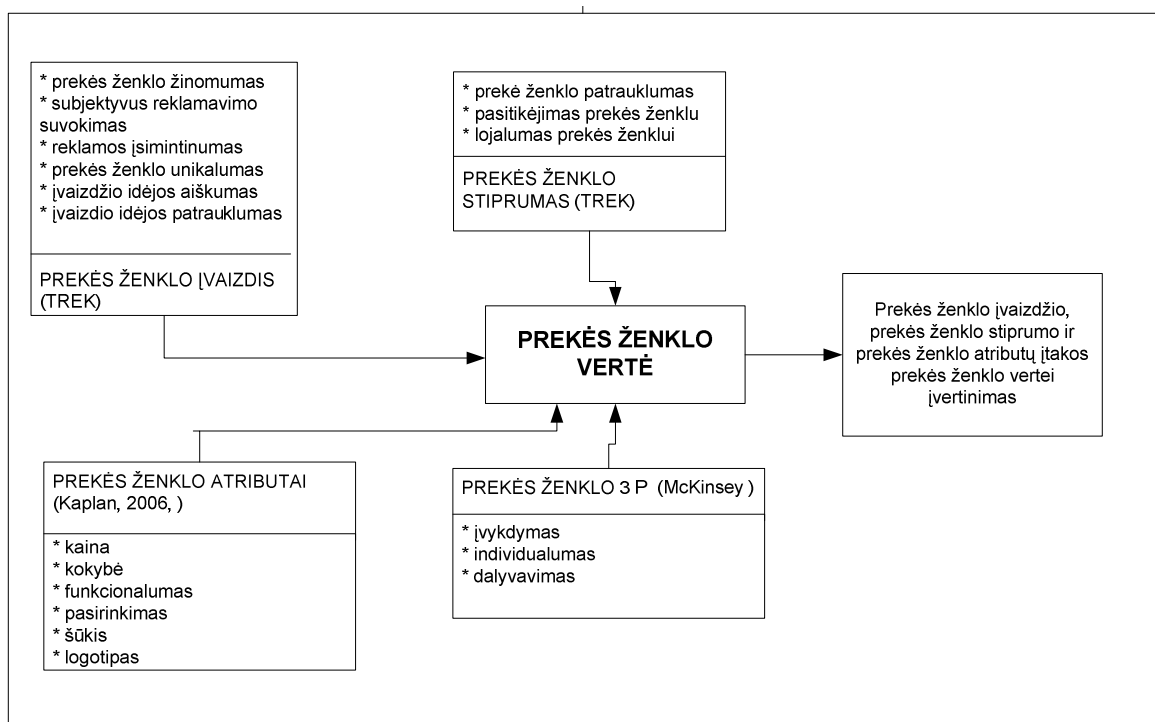 * prekės ženklo žinomumas
* subjektyvus reklamavimo
suvokimas
* reklamos įsimintinumas
* prekės ženklo unikalumas
* įvaizdžio idėjos aiškumas
* įvaizdio idėjos patrauklumas
PREKĖS ŽENKLO ĮVAIZDIS
(TREK)
* prekė ženklo patrauklumas
* pasitikėjimas prekės ženklu
* lojalumas prekės ženklui
PREKĖS ŽENKLO
STIPRUMAS (TREK)
PREKĖS ŽENKLO
VERTĖ
Prekės ženklo įvaizdžio,
prekės ženklo stiprumo ir
prekės ženklo atributų įtakos
prekės ženklo vertei
įvertinimas
PREKĖS ŽENKLO ATRIBUTAI
(Kaplan, 2006, )
* kaina
* kokybė
* funkcionalumas
* pasirinkimas
* šūkis
* logotipas
PREKĖS ŽENKLO 3 P (McKinsey )
* įvykdymas
* individualumas
* dalyvavimas